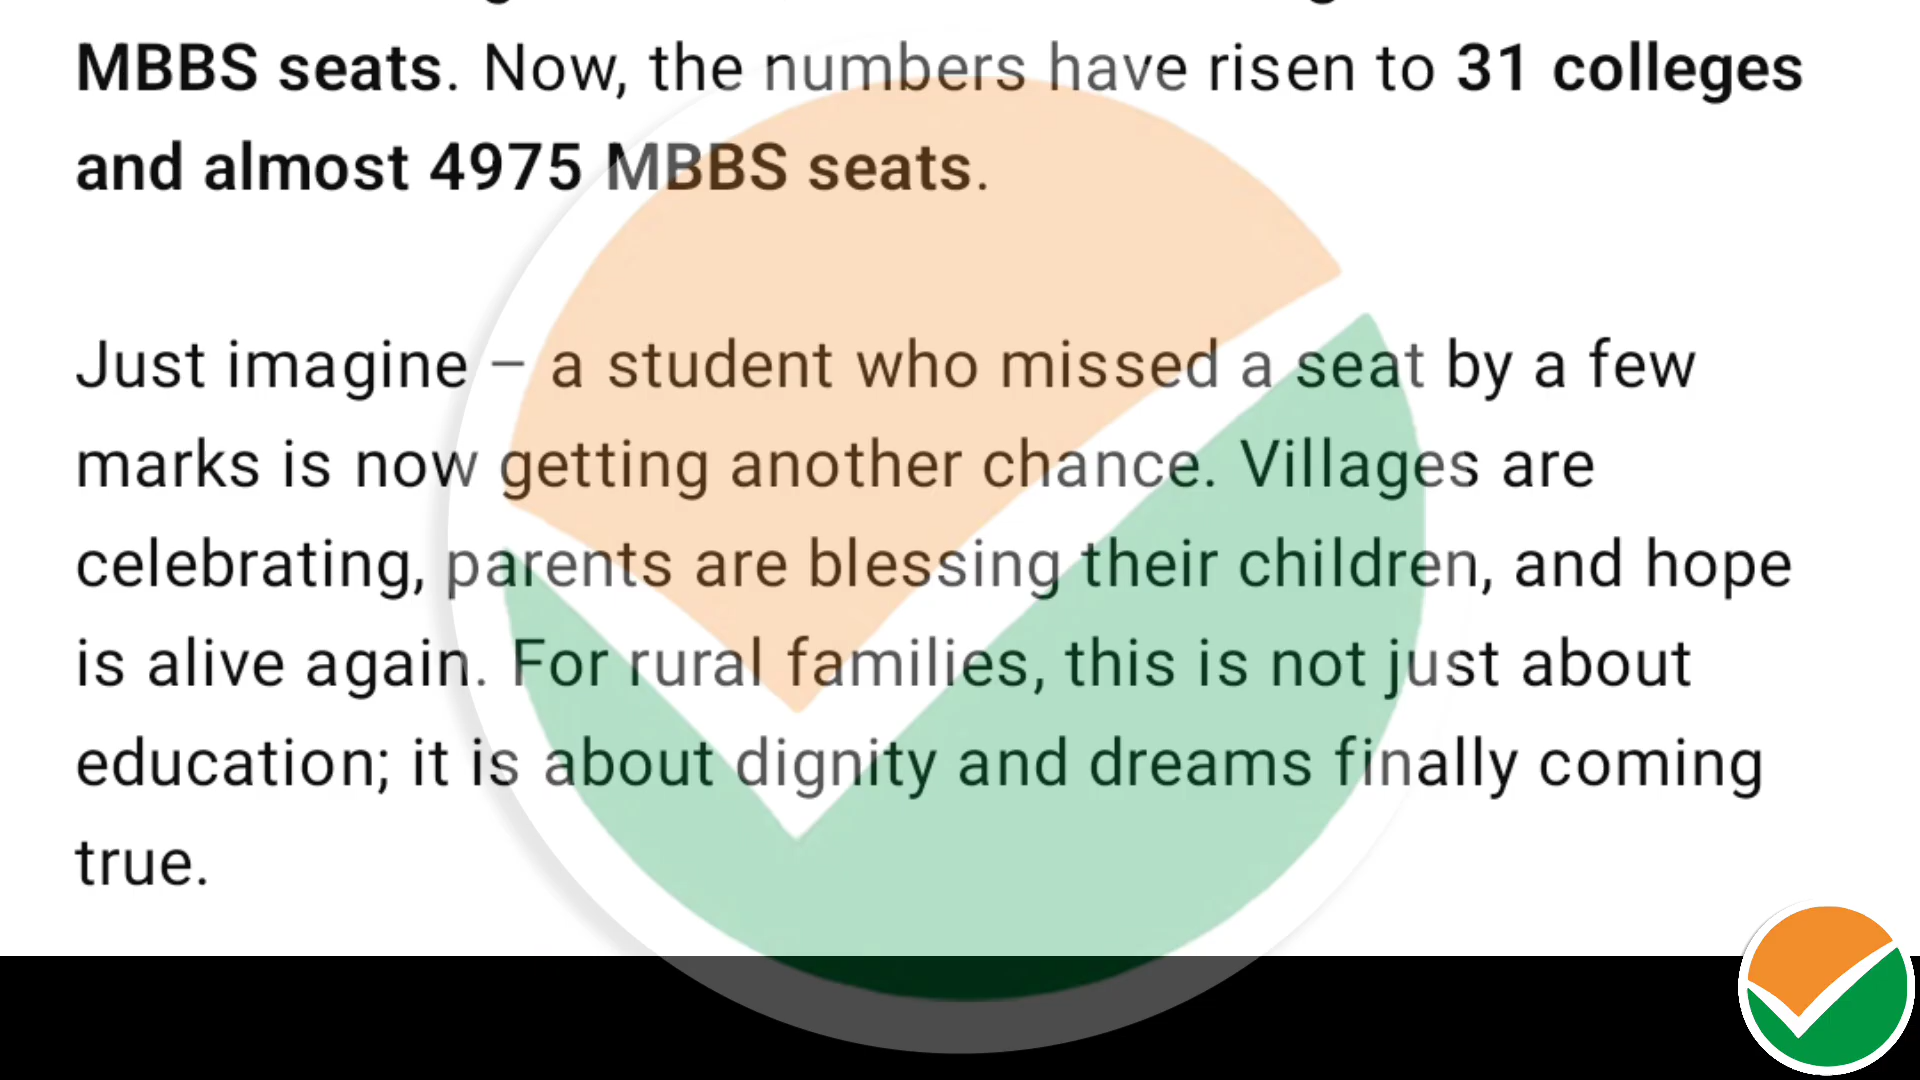 MBBS seats. Now, the numbers have risen to 31 colleges
and almost 4975 MBBS seats.
Just imagine – a student who missed a seat by a few
marks is now getting another chance. Villages are
celebrating, parents are blessing their children, and hope
is alive again. For rural families, this is not just about
education; it is about dignity and dreams finally coming
true.